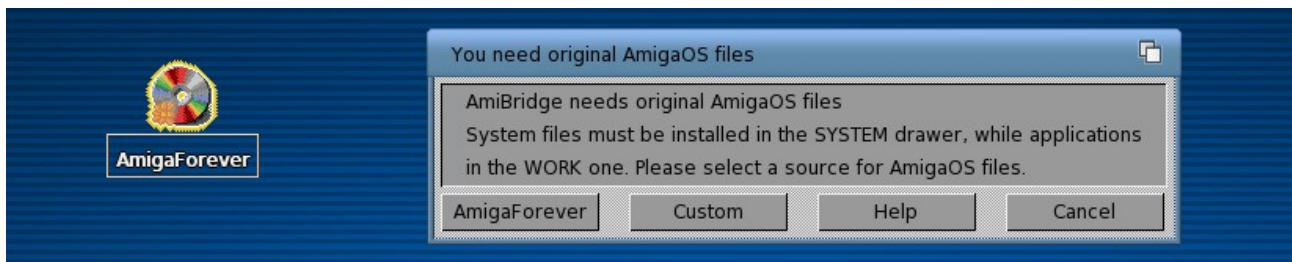 You need original AmigaOS files
AmiBridge needs original AmigaOS files
System files must be installed in the SYSTEM drawer, while applications
in the WORK one. Please select a source for AmigaOS files.
AmigaForever
AmigaForever Custom Help Cancel